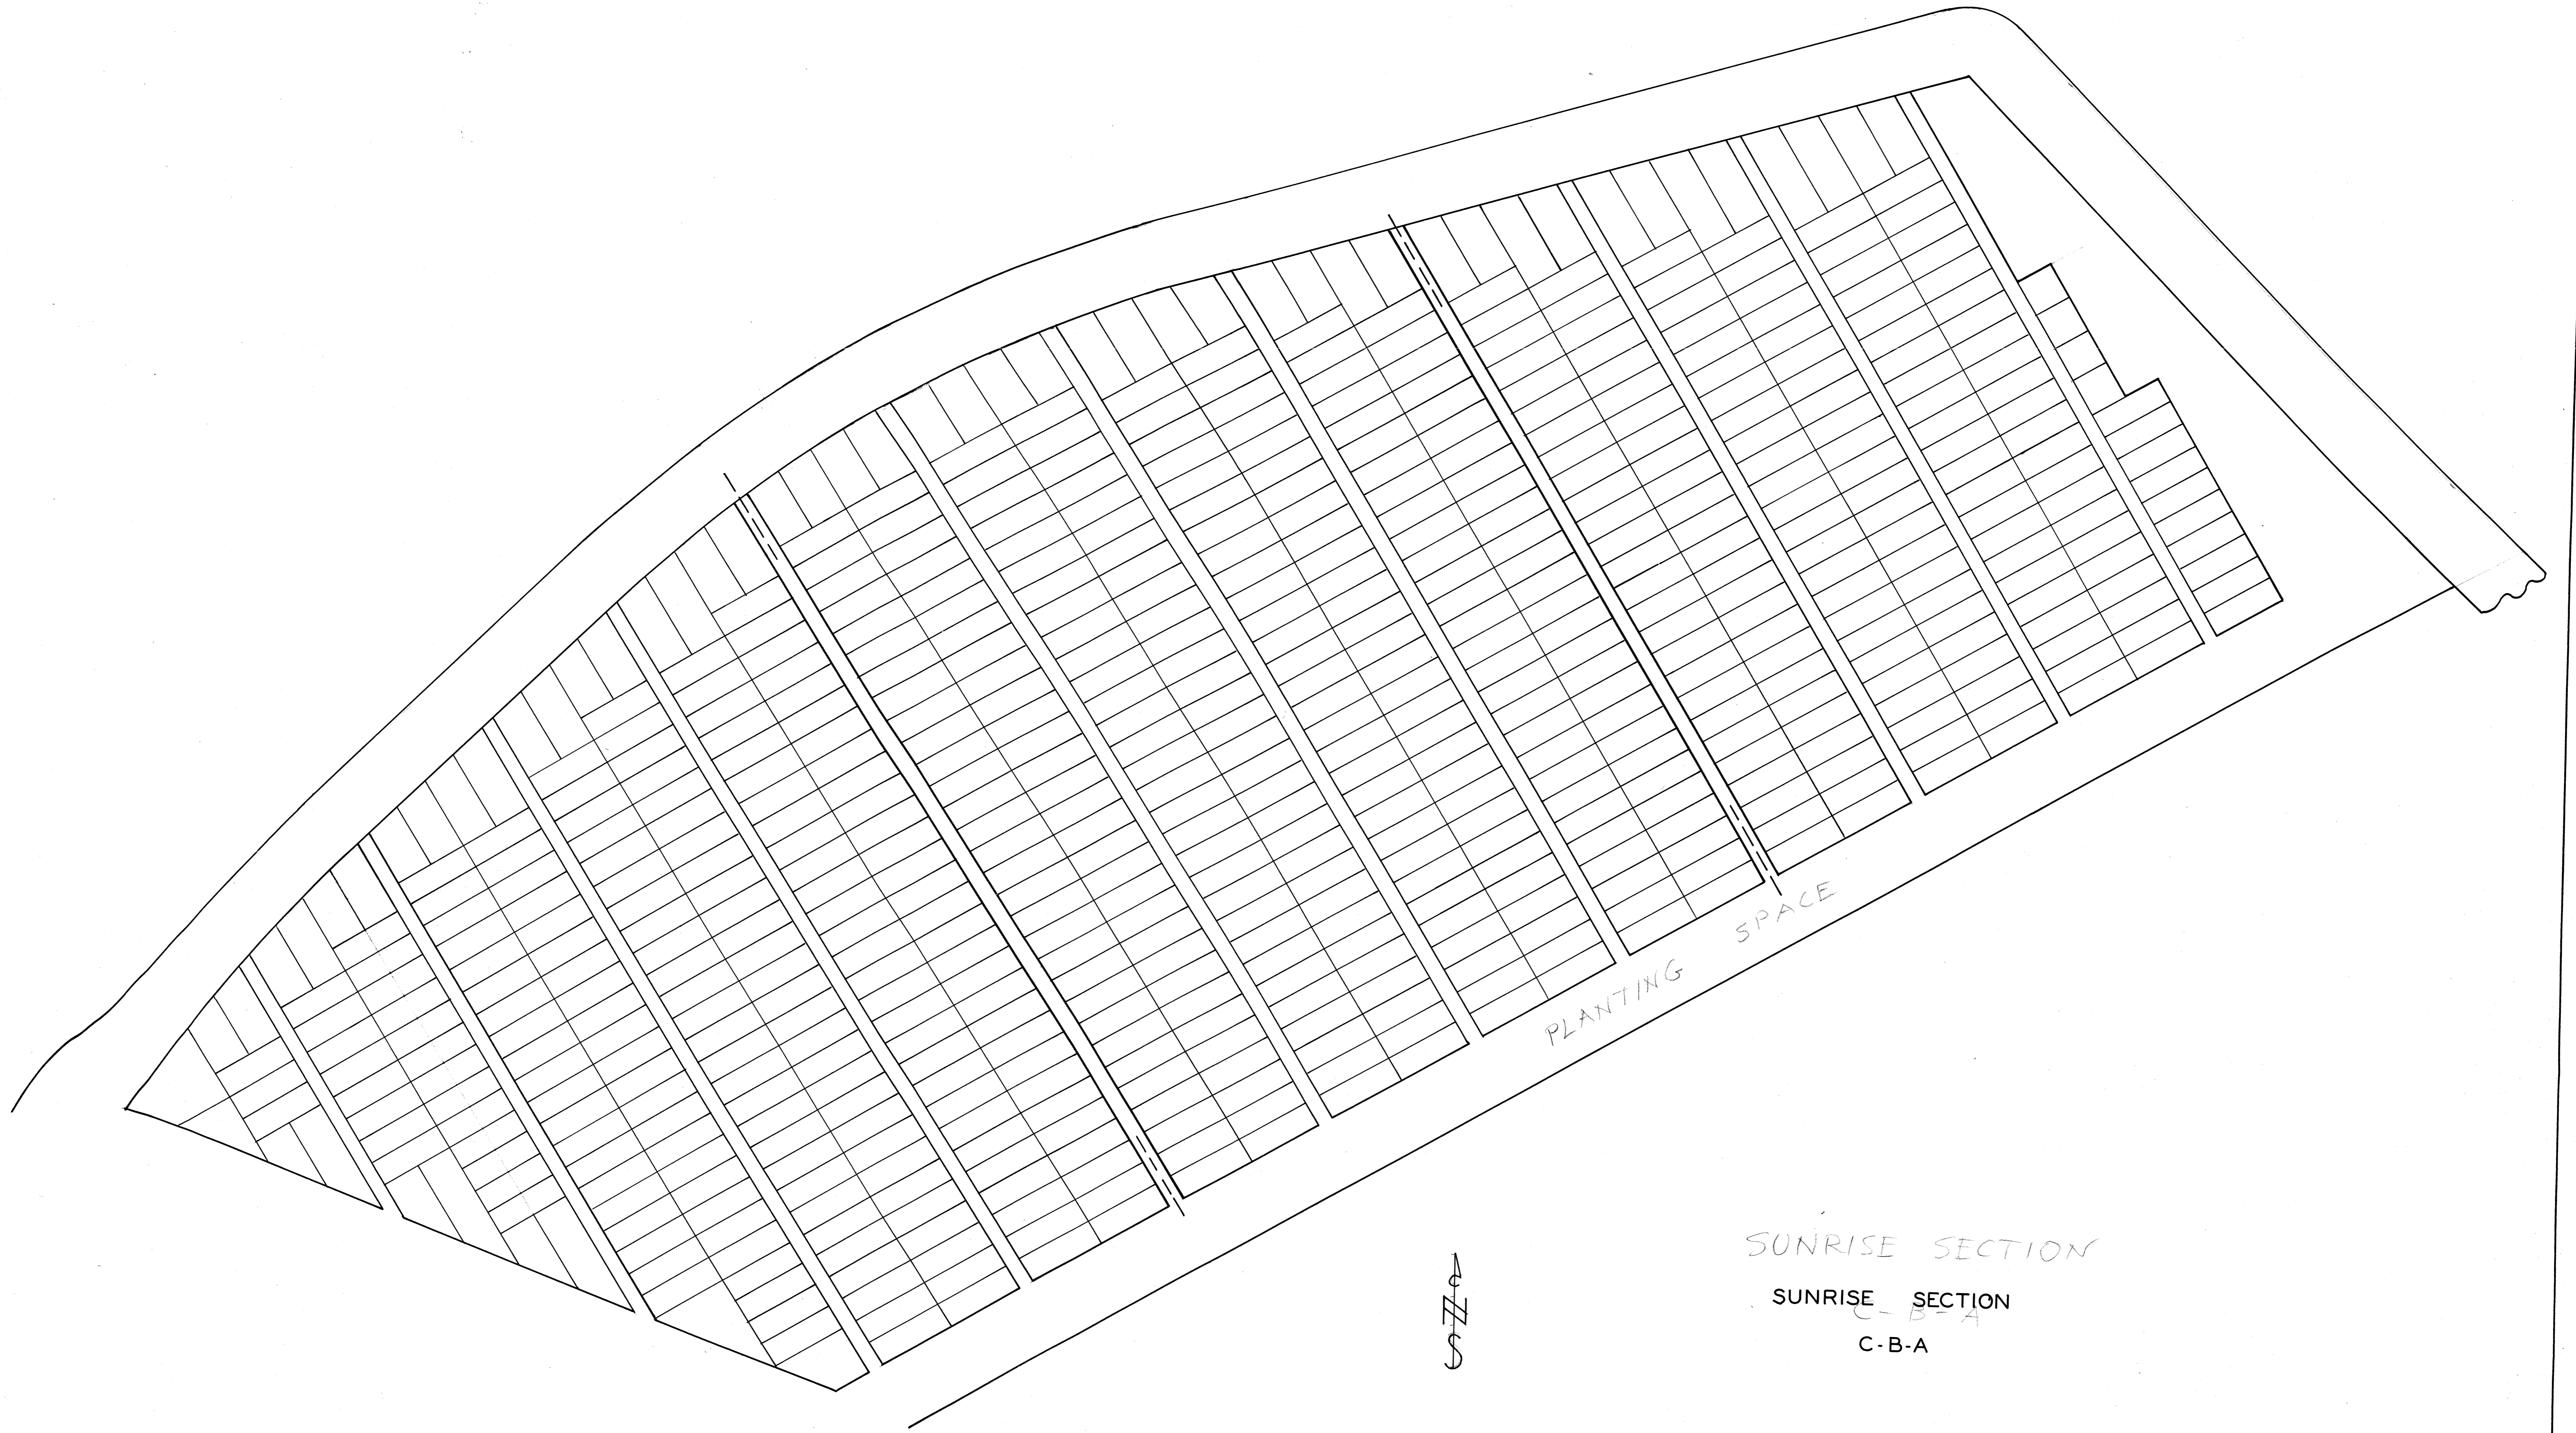 PLANTING SPACE
N
S
SUNRISE SECTION
SUNRISE SECTION
C-B-A
C-B-A